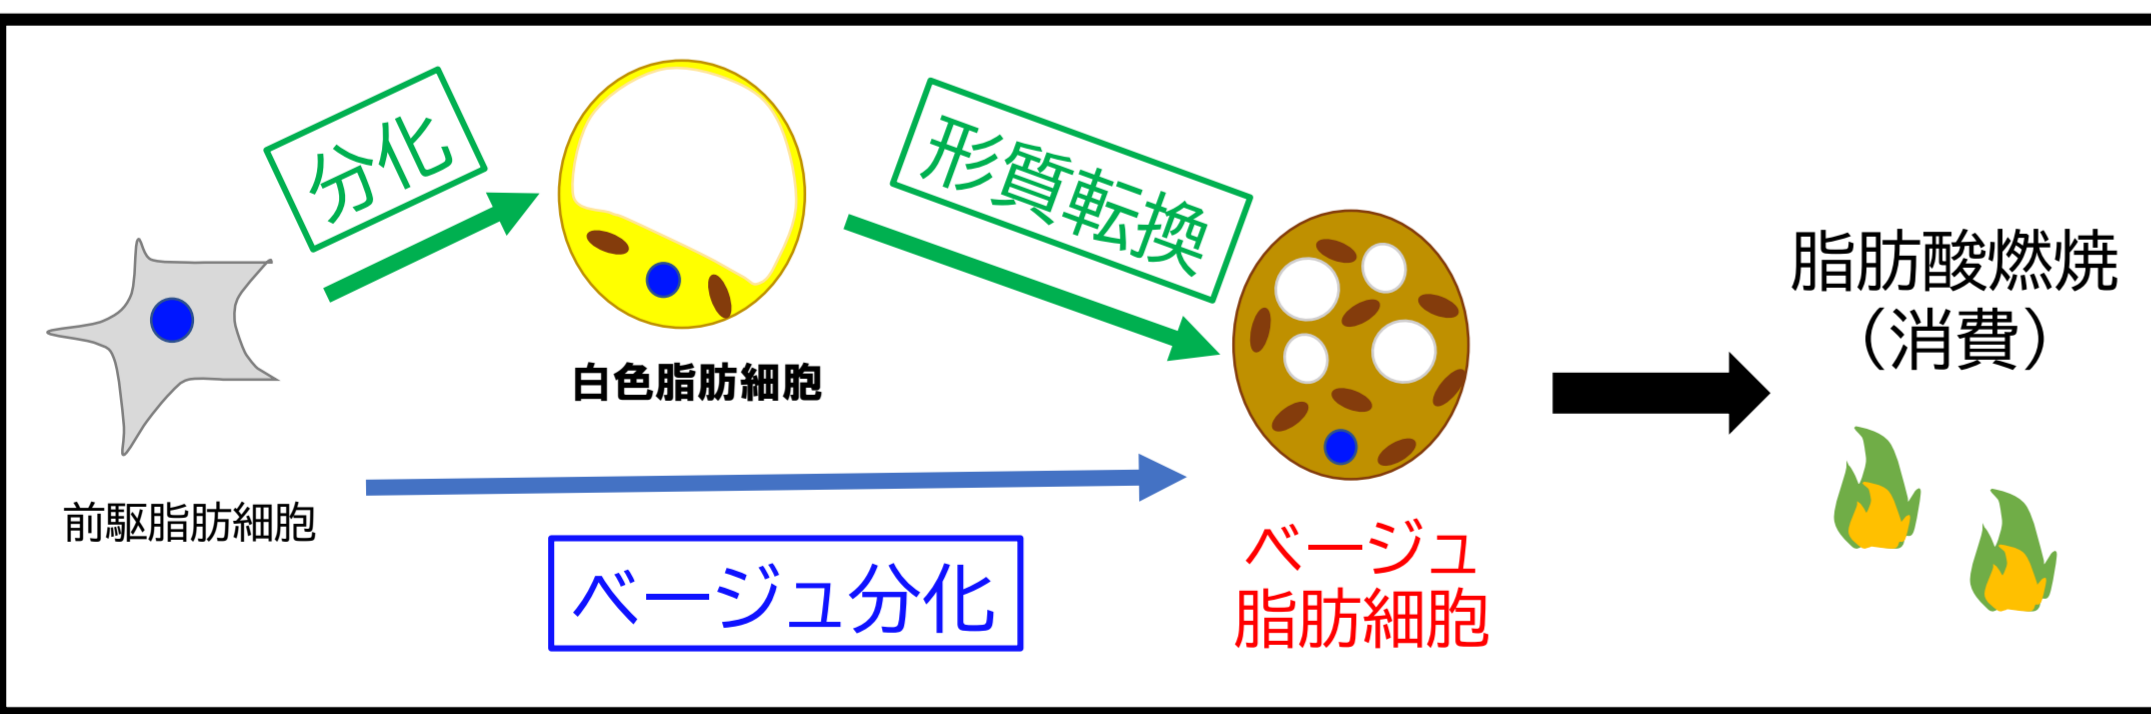 分化
形質転換
白色脂肪細胞
前駆脂肪細胞
ベージュ分化
ベージュ
脂肪細胞
脂肪酸燃焼
（消費）